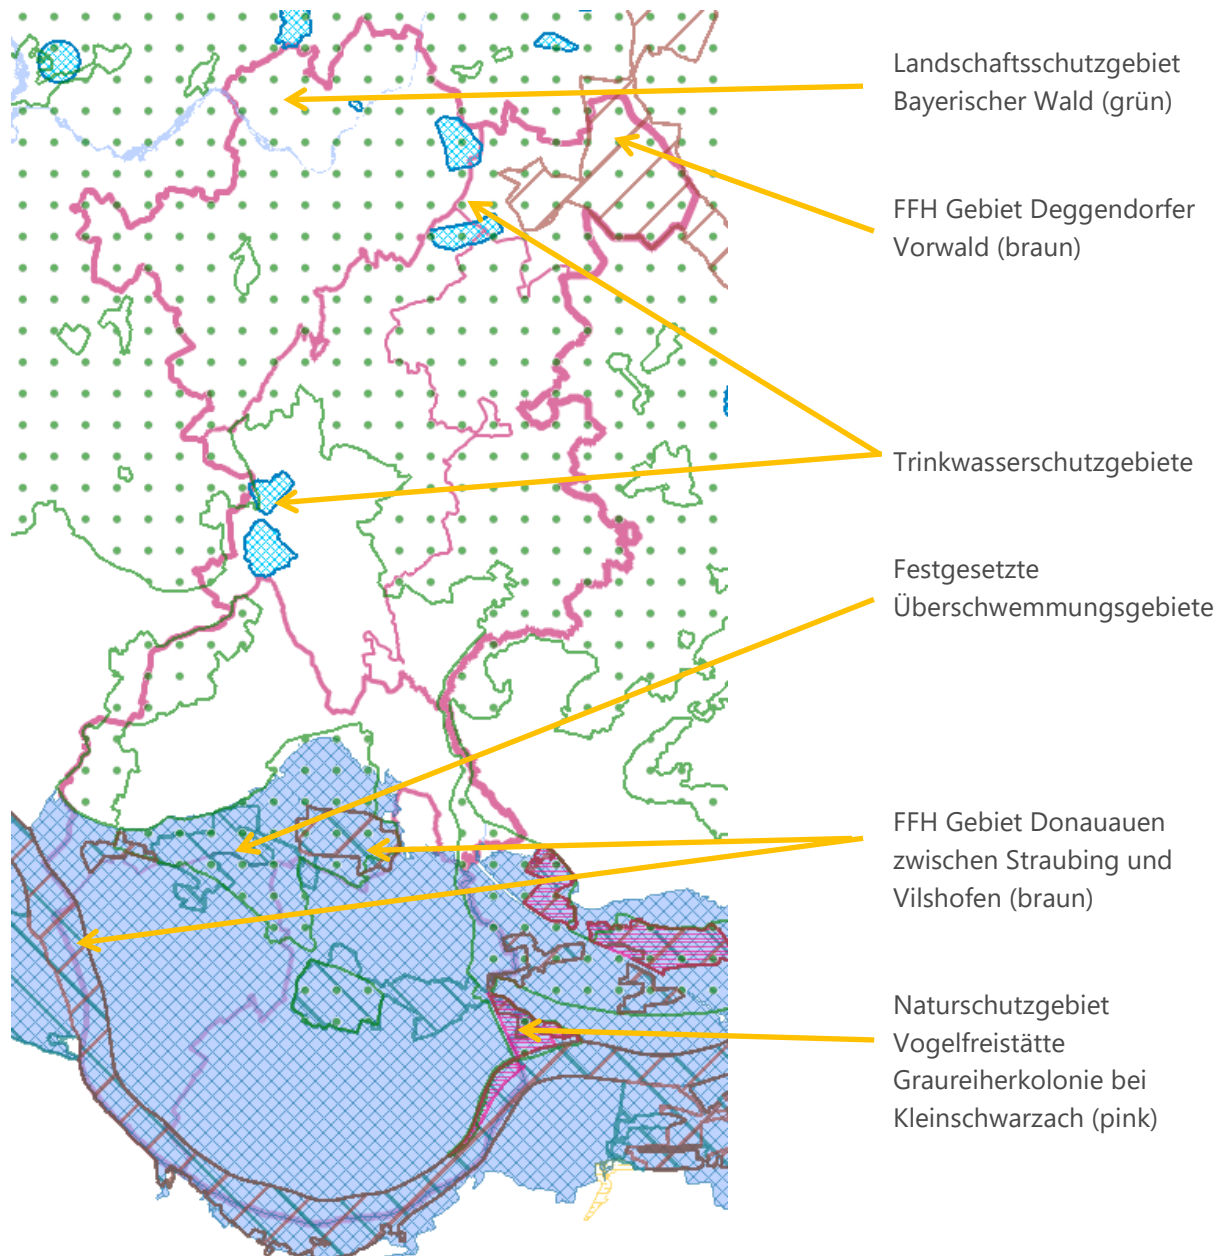 Landschaftsschutzgebiet
Bayerischer Wald (grün)
FFH Gebiet Deggendorfer
Vorwald (braun)
Trinkwasserschutzgebiete
Festgesetzte
Überschwemmungsgebiete
FFH Gebiet Donauauen
zwischen Straubing und
Vilshofen (braun)
Naturschutzgebiet
Vogelfreistätte
Graureiherkolonie bei
Kleinschwarzach (pink)